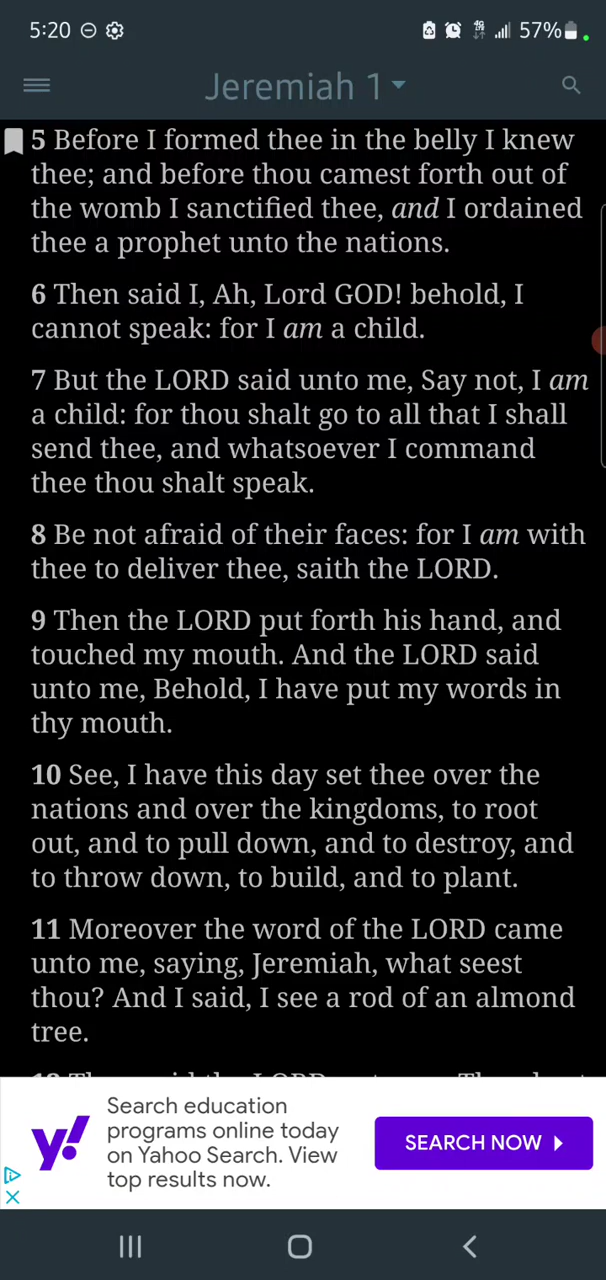 5:20 57%
Jeremiah 1
5 Before I formed thee in the belly I knew
thee; and before thou camest forth out of
the womb I sanctified thee, and I ordained
thee a prophet unto the nations.
6 Then said I, Ah, Lord GOD! behold, I
cannot speak: for I am a child.
7 But the LORD said unto me, Say not, I am
a child: for thou shalt go to all that I shall
send thee, and whatsoever I command
thee thou shalt speak.
8 Be not afraid of their faces: for I am with
thee to deliver thee, saith the LORD.
9 Then the LORD put forth his hand, and
touched my mouth. And the LORD said
unto me, Behold, I have put my words in
thy mouth.
10 See, I have this day set thee over the
nations and over the kingdoms, to root
out, and to pull down, and to destroy, and
to throw down, to build, and to plant.
11 Moreover the word of the LORD came
unto me, saying, Jeremiah, what seest
thou? And I said, I see a rod of an almond
tree.
y!
Search education
programs online today
on Yahoo Search. View
top results now.
SEARCH NOW